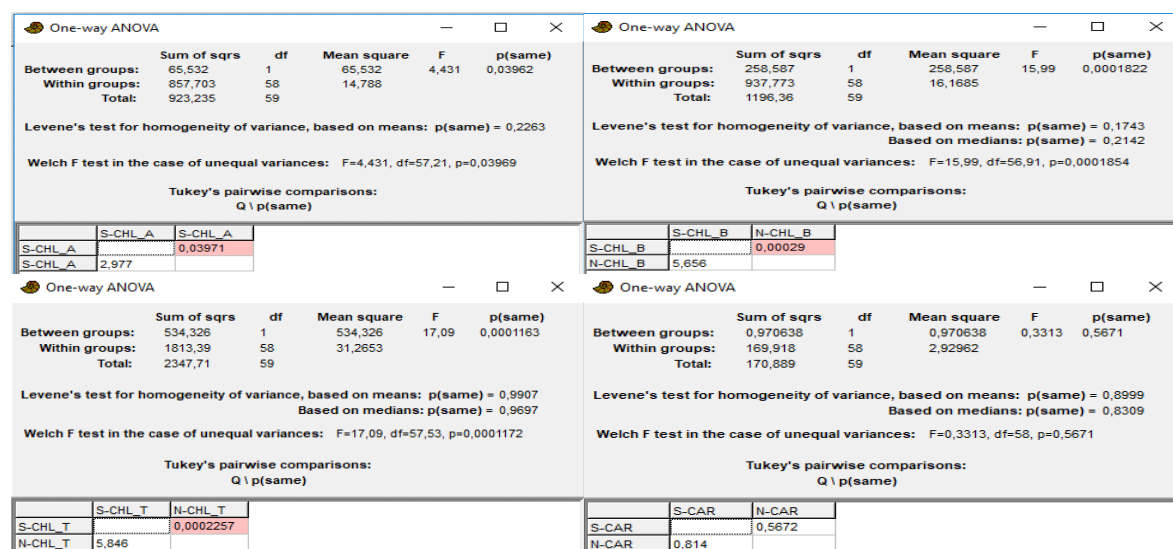 One-way ANOVA
Sum of sqrs df Mean square F p(same)
Between groups: 65,532 1 65,532 4,431 0,03962
Within groups: 857,703 58 14,788
Total: 923,235 59
Levene's test for homogeneity of variance, based on means: p(same) = 0,2263
Welch F test in the case of unequal variances: F=4,431, df=57,21, p=0,03969
Tukey's pairwise comparisons:
Q \ p(same)
S-CHL_A S-CHL_A
S-CHL_A 0,03971
S-CHL_A 2,977
One-way ANOVA
Sum of sqrs df Mean square F p(same)
Between groups: 258,587 1 258,587 15,99 0,0001822
Within groups: 937,773 58 16,1685
Total: 1196,36 59
Levene's test for homogeneity of variance, based on means: p(same) = 0,1743
Based on medians: p(same) = 0,2142
Welch F test in the case of unequal variances: F=15,99, df=56,91, p=0,0001854
Tukey's pairwise comparisons:
Q \ p(same)
S-CHL_B N-CHL_B
S-CHL_B 0,00029
N-CHL_B 5,656
One-way ANOVA
Sum of sqrs df Mean square F p(same)
Between groups: 534,326 1 534,326 17,09 0,0001163
Within groups: 1813,39 58 31,2653
Total: 2347,71 59
Levene's test for homogeneity of variance, based on means: p(same) = 0,9907
Based on medians: p(same) = 0,9697
Welch F test in the case of unequal variances: F=17,09, df=57,53, p=0,0001172
Tukey's pairwise comparisons:
Q \ p(same)
S-CHL_T N-CHL_T
S-CHL_T 0,0002257
N-CHL_T 5,846
One-way ANOVA
Sum of sqrs df Mean square F p(same)
Between groups: 0,970638 1 0,970638 0,3313 0,5671
Within groups: 169,918 58 2,92962
Total: 170,889 59
Levene's test for homogeneity of variance, based on means: p(same) = 0,8999
Based on medians: p(same) = 0,8309
Welch F test in the case of unequal variances: F=0,3313, df=58, p=0,5671
Tukey's pairwise comparisons:
Q \ p(same)
S-CAR N-CAR
S-CAR 0,5672
N-CAR 0,814